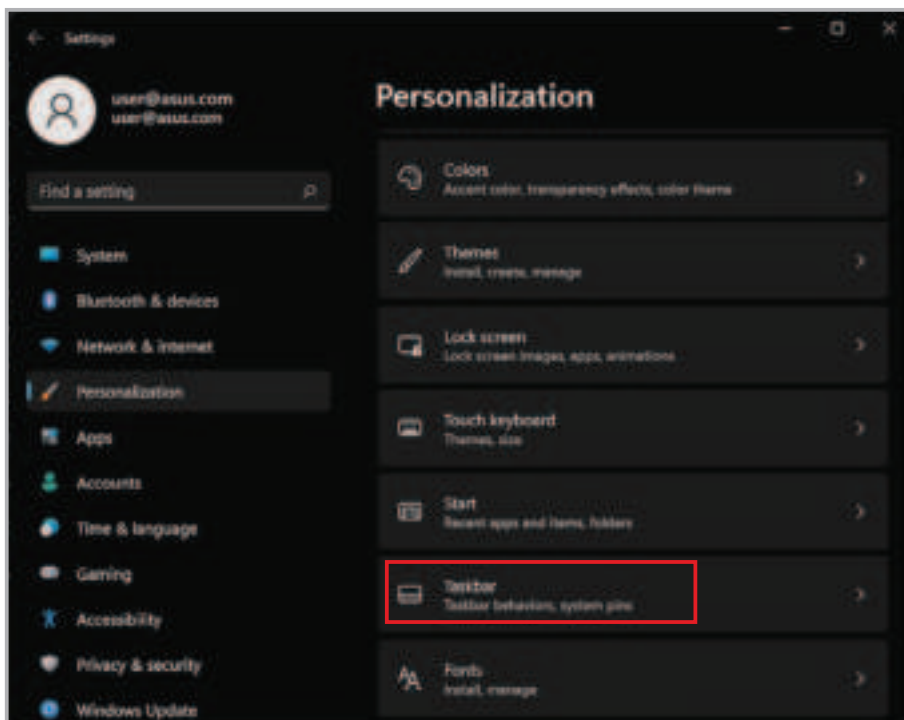 Settings
user@asus.com
user@asus.com
Find a setting
System
Bluetooth & devices
Network & internet
Personalization
Apps
Accounts
Time & language
Gaming
Accessibility
Privacy & security
Windows Update
Personalization
Colors
Accent color, transparency effects, color theme
Themes
Install, create, manage
Lock screen
Lock screen images, apps, animations
Touch keyboard
Themes, size
Start
Recent apps and items, folders
Taskbar
Taskbar behaviors, system pins
Fonts
Install, manage